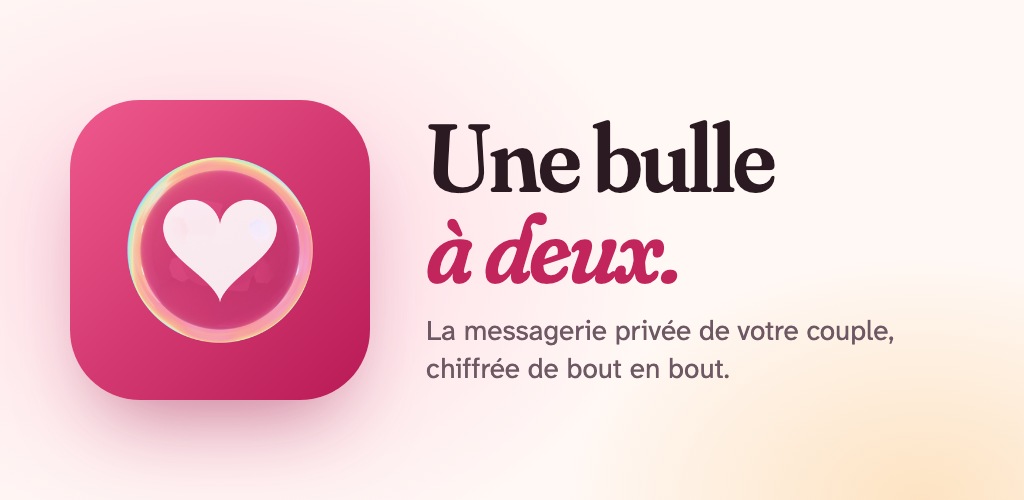 Une bulle
à deux.
La messagerie privée de votre couple,
chiffrée de bout en bout.